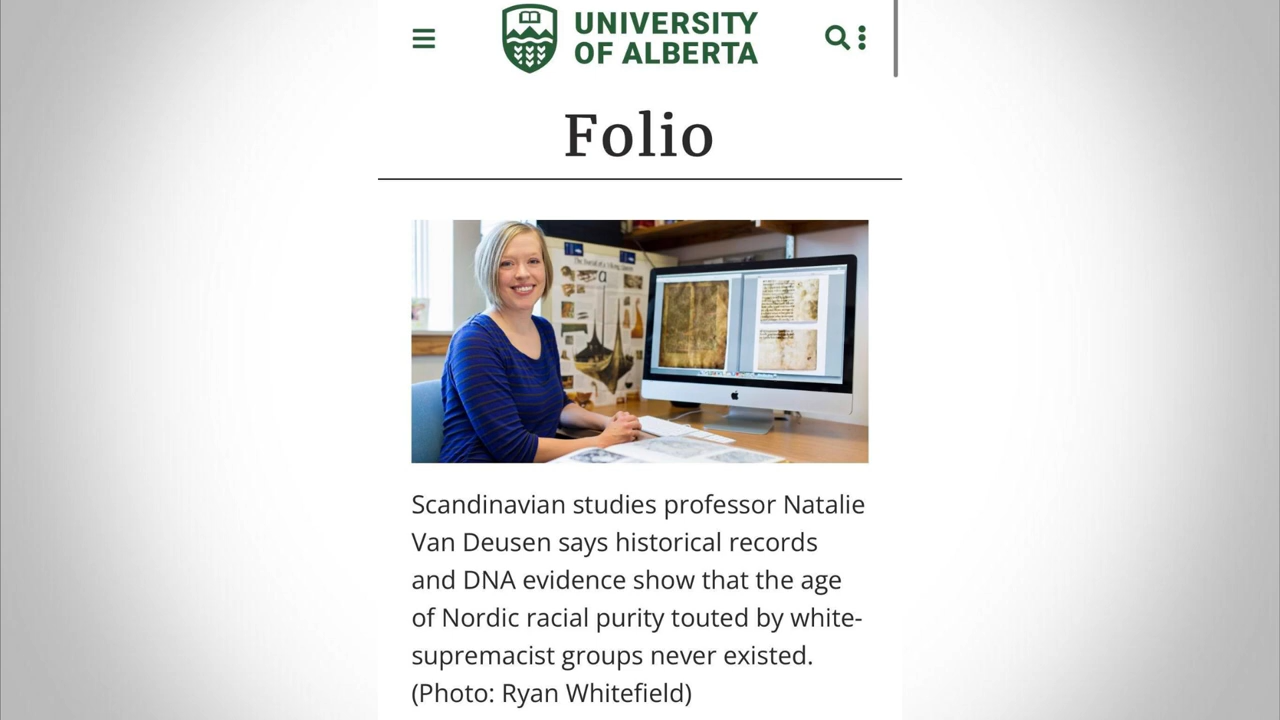 UNIVERSITY
OF ALBERTA
Folio
Scandinavian studies professor Natalie
Van Deusen says historical records
and DNA evidence show that the age
of Nordic racial purity touted by white-
supremacist groups never existed.
(Photo: Ryan Whitefield)